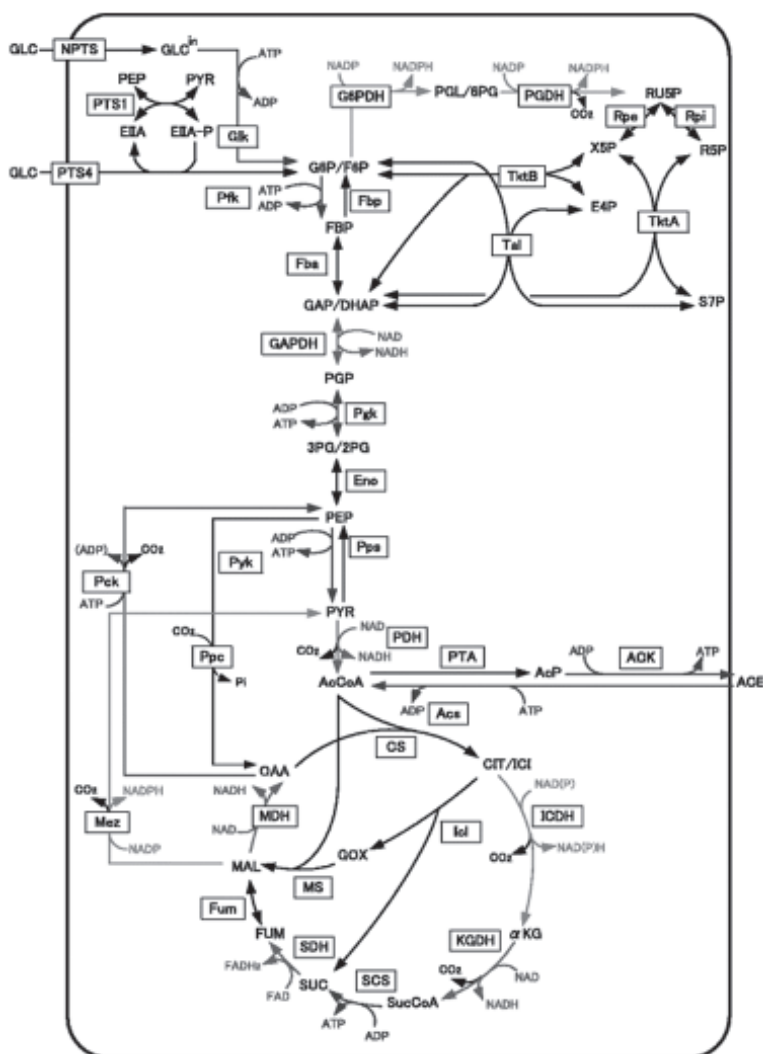 GLC NPTS GLCin ATP
ADP
PEP PYR
PTS1
EIIA EIIA-P Glk
NADP NADPH NADP NADPH
G6PDH PGL/6PG PGDH CO2 RU5P
Rpe Rpi
X5P R5P
GLC PTS4 G6P/F6P TktB
Pfk ATP ADP Fbp E4P
FBP Tal TktA
Fba
GAP/DHAP S7P
GAPDH NAD
NADH
PGP
ADP
ATP Pgk
3PG/2PG
Eno
PEP
(ADP) CO2 ADP
ATP Pps
Pyk
Pck
ATP
PYR
CO2 NAD PDH
Ppc CO2 NADH PTA ADP ACK ATP
Pi AcCoA AcP ACE
ADP Acs ATP
CS
OAA CIT/ICI
CO2 NADPH NADH NAD(P)
Mez MDH Icl ICDH
NAD CO2 NAD(P)H
NADP GOX
MAL MS
Fum
FUM αKG
SDH KGDH
FADH2 CO2 NAD
SUC SCS
FAD NADH
SucCoA
ATP ADP